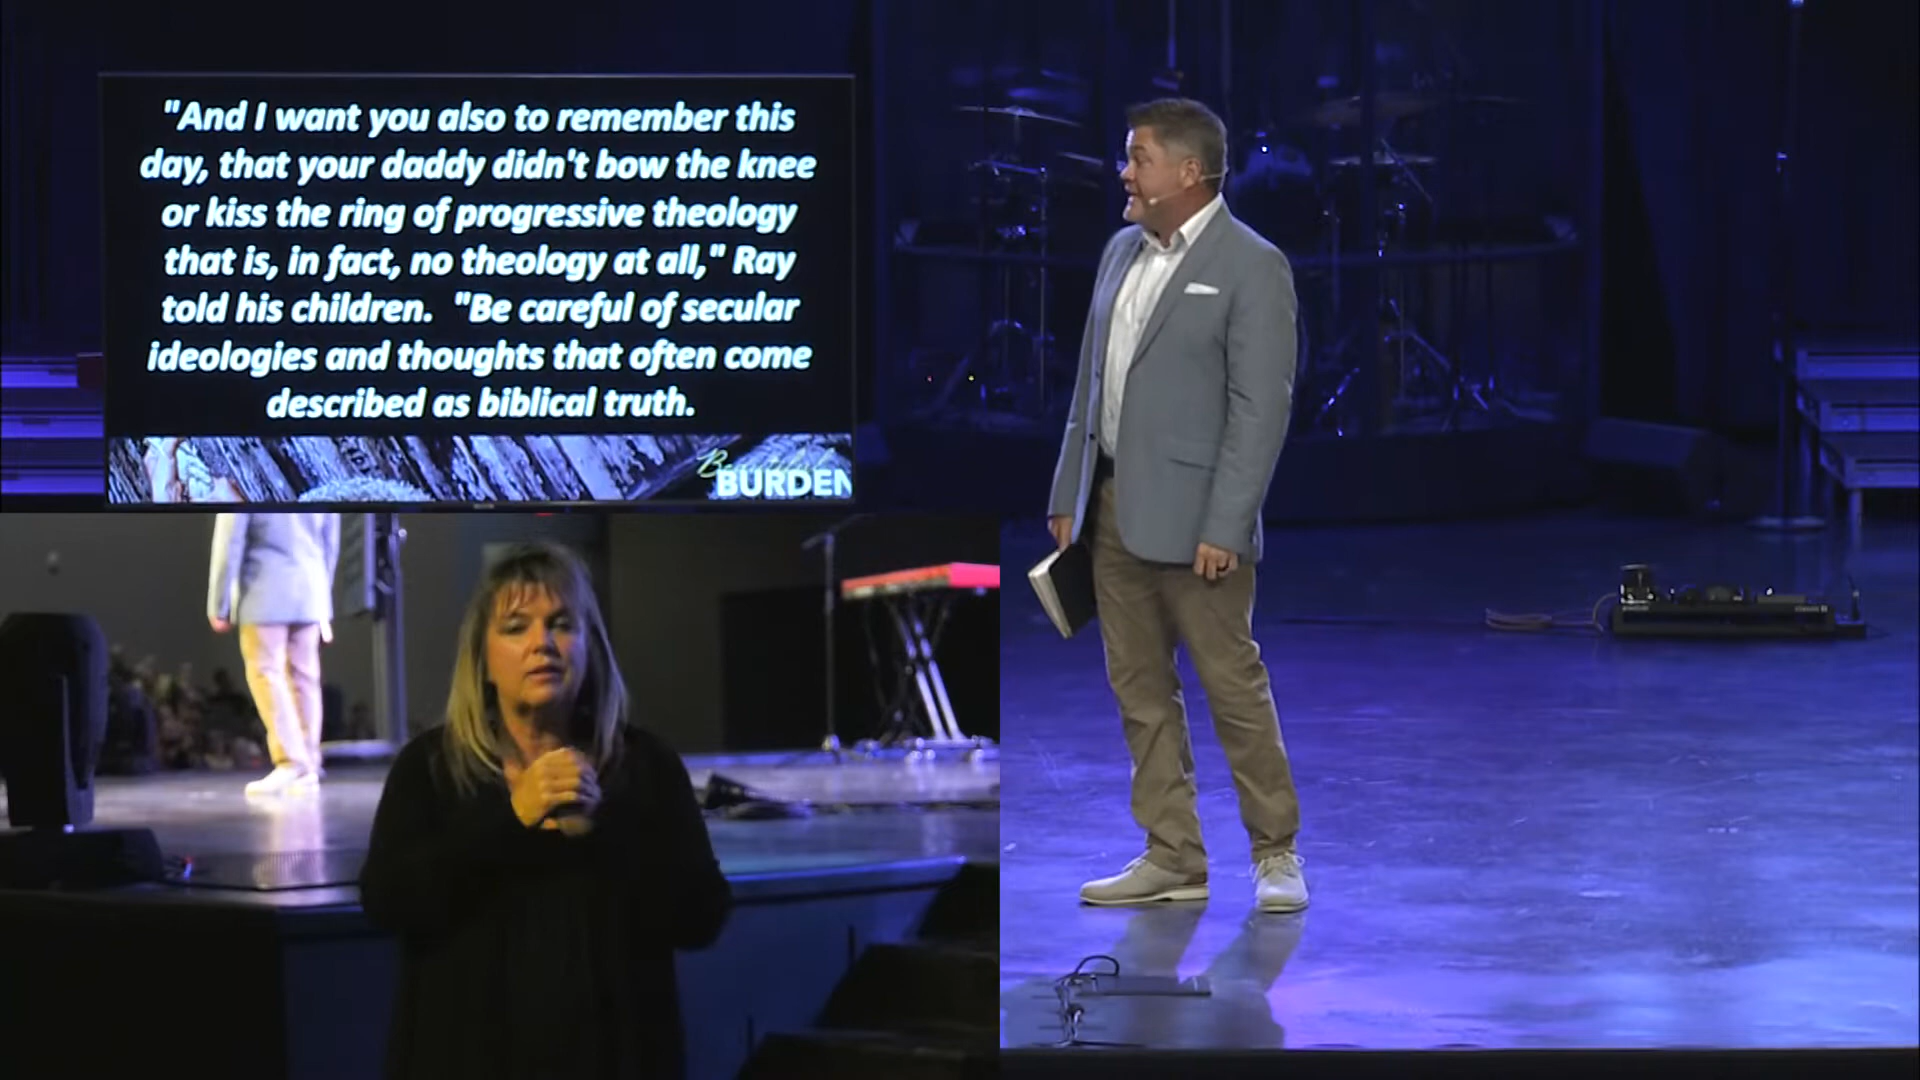 "And I want you also to remember this
day, that your daddy didn't bow the knee
or kiss the ring of progressive theology
that is, in fact, no theology at all," Ray
told his children.  "Be careful of secular
ideologies and thoughts that often come
described as biblical truth.
BURDEN